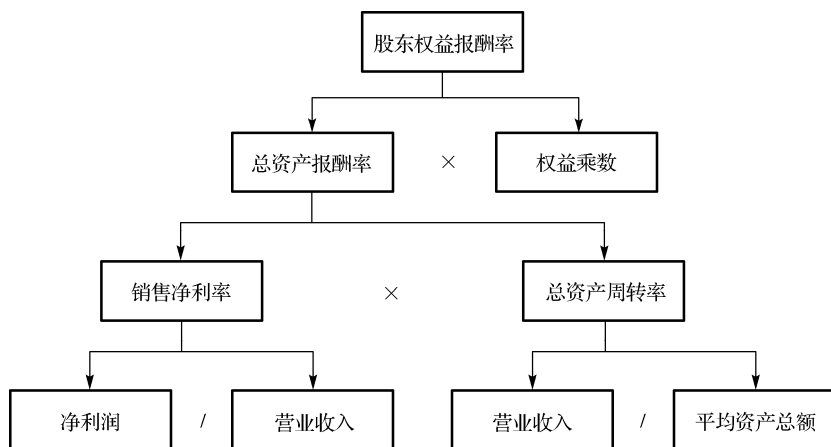 股东权益报酬率
总资产报酬率 × 权益乘数
销售净利率 × 总资产周转率
净利润 / 营业收入 营业收入 / 平均资产总额